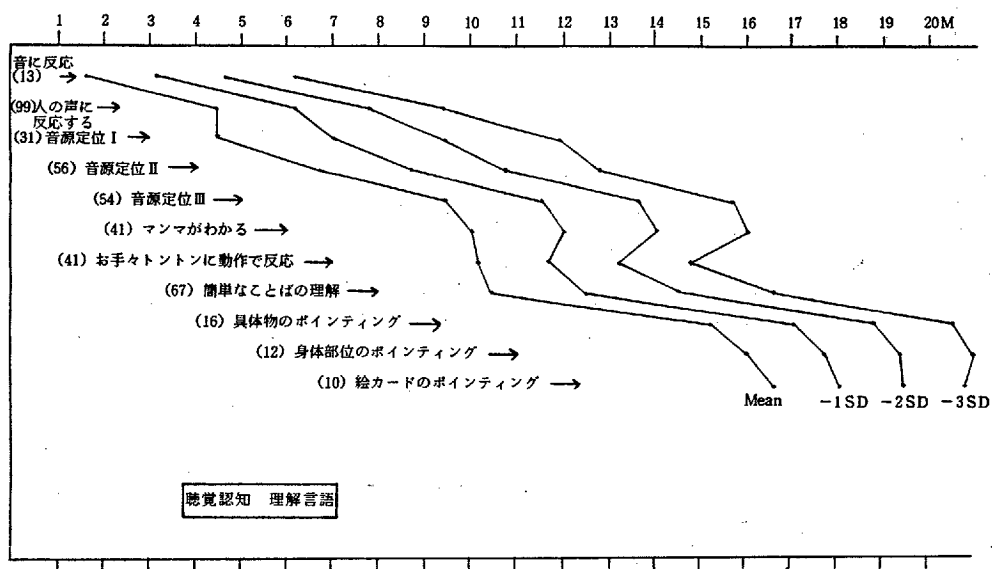 1 2 3 4 5 6 7 8 9 10 11 12 13 14 15 16 17 18 19 20M
音に反応
(13) →
(99)人の声に →
反応する
(31)音源定位Ⅰ →
(56) 音源定位Ⅱ →
(54) 音源定位Ⅲ →
(41) マンマがわかる →
(41) お手々トントンに動作で反応 →
(67) 簡単なことばの理解 →
(16) 具体物のポインティング →
(12) 身体部位のポインティング →
(10) 絵カードのポインティング →
Mean -1SD -2SD -3SD
聴覚認知 理解言語